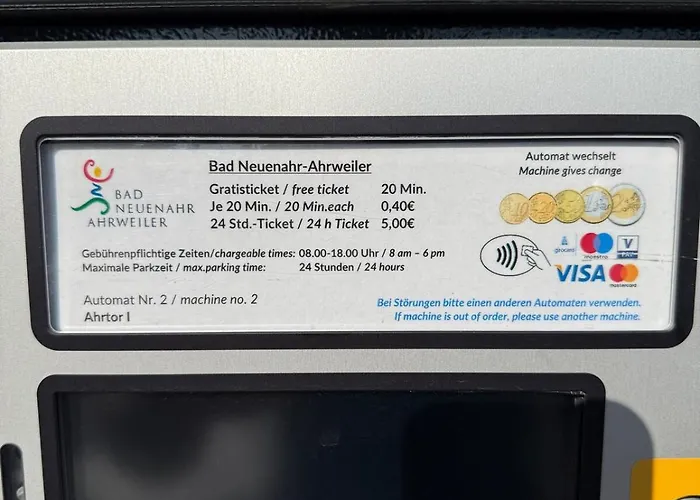 BAD
NEUENAHR
AHRWEILER
Bad Neuenahr-Ahrweiler
Gratisticket / free ticket 20 Min.
Je 20 Min. / 20 Min.each 0,40€
24 Std.-Ticket / 24 h Ticket 5,00€
Gebührenpflichtige Zeiten/chargeable times: 08.00-18.00 Uhr / 8 am – 6 pm
Maximale Parkzeit / max.parking time: 24 Stunden / 24 hours
Automat Nr. 2 / machine no. 2
Ahrtor I
Automat wechselt
Machine gives change
girocard
maestro
V
PAY
VISA
mastercard
Bei Störungen bitte einen anderen Automaten verwenden.
If machine is out of order, please use another machine.